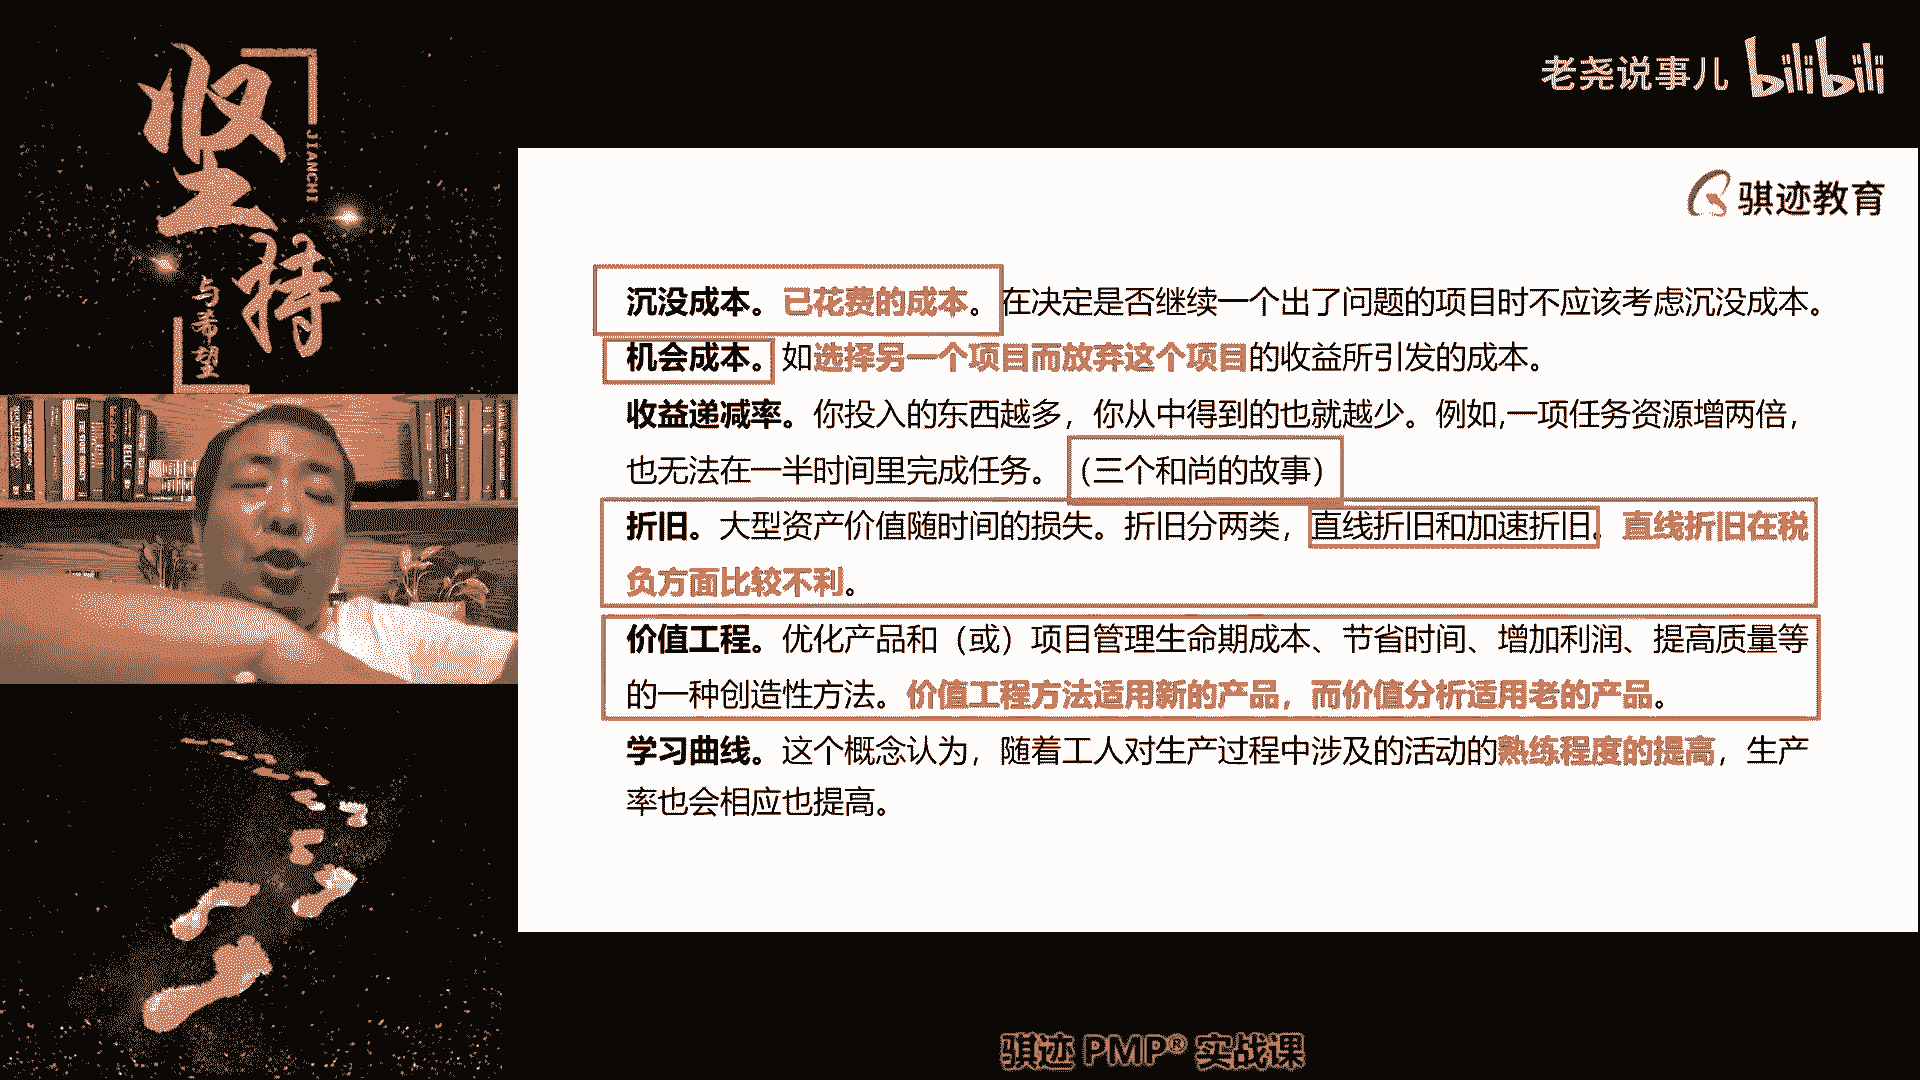 坚持
JIANCHI
与希望
老尧说事儿 bilibili
骐迹教育
沉没成本。已花费的成本。在决定是否继续一个出了问题的项目时不应该考虑沉没成本。
机会成本。如选择另一个项目而放弃这个项目的收益所引发的成本。
收益递减率。你投入的东西越多，你从中得到的也就越少。例如,一项任务资源增两倍，
也无法在一半时间里完成任务。（三个和尚的故事）
折旧。大型资产价值随时间的损失。折旧分两类，直线折旧和加速折旧。直线折旧在税
负方面比较不利。
价值工程。优化产品和（或）项目管理生命期成本、节省时间、增加利润、提高质量等
的一种创造性方法。价值工程方法适用新的产品，而价值分析适用老的产品。
学习曲线。这个概念认为，随着工人对生产过程中涉及的活动的熟练程度的提高，生产
率也会相应也提高。
骐迹 PMP® 实战课